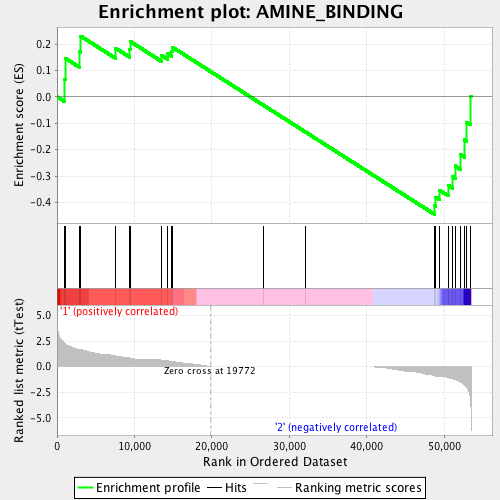 Enrichment plot: AMINE_BINDING
Enrichment score (ES)
0.2
0.1
0.0
-0.1
-0.2
-0.3
-0.4
'1' (positively correlated)
Ranked list metric (tTest)
5.0
2.5
0.0
-2.5
-5.0
Zero cross at 19772
'2' (negatively correlated)
0
10,000
20,000
30,000
40,000
50,000
Rank in Ordered Dataset
Enrichment profile
Hits
Ranking metric scores